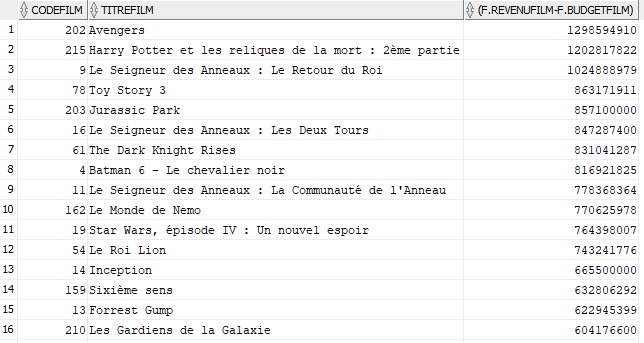 CODEFILM TITREFILM (F.REVENUFILM-F.BUDGETFILM)
1 202 Avengers 1298594910
2 215 Harry Potter et les reliques de la mort : 2ème partie 1202817822
3 9 Le Seigneur des Anneaux : Le Retour du Roi 1024888979
4 78 Toy Story 3 863171911
5 203 Jurassic Park 857100000
6 16 Le Seigneur des Anneaux : Les Deux Tours 847287400
7 61 The Dark Knight Rises 831041287
8 4 Batman 6 - Le chevalier noir 816921825
9 11 Le Seigneur des Anneaux : La Communauté de l'Anneau 778368364
10 162 Le Monde de Nemo 770625978
11 19 Star Wars, épisode IV : Un nouvel espoir 764398007
12 54 Le Roi Lion 743241776
13 14 Inception 665500000
14 159 Sixième sens 632806292
15 13 Forrest Gump 622945399
16 210 Les Gardiens de la Galaxie 604176600